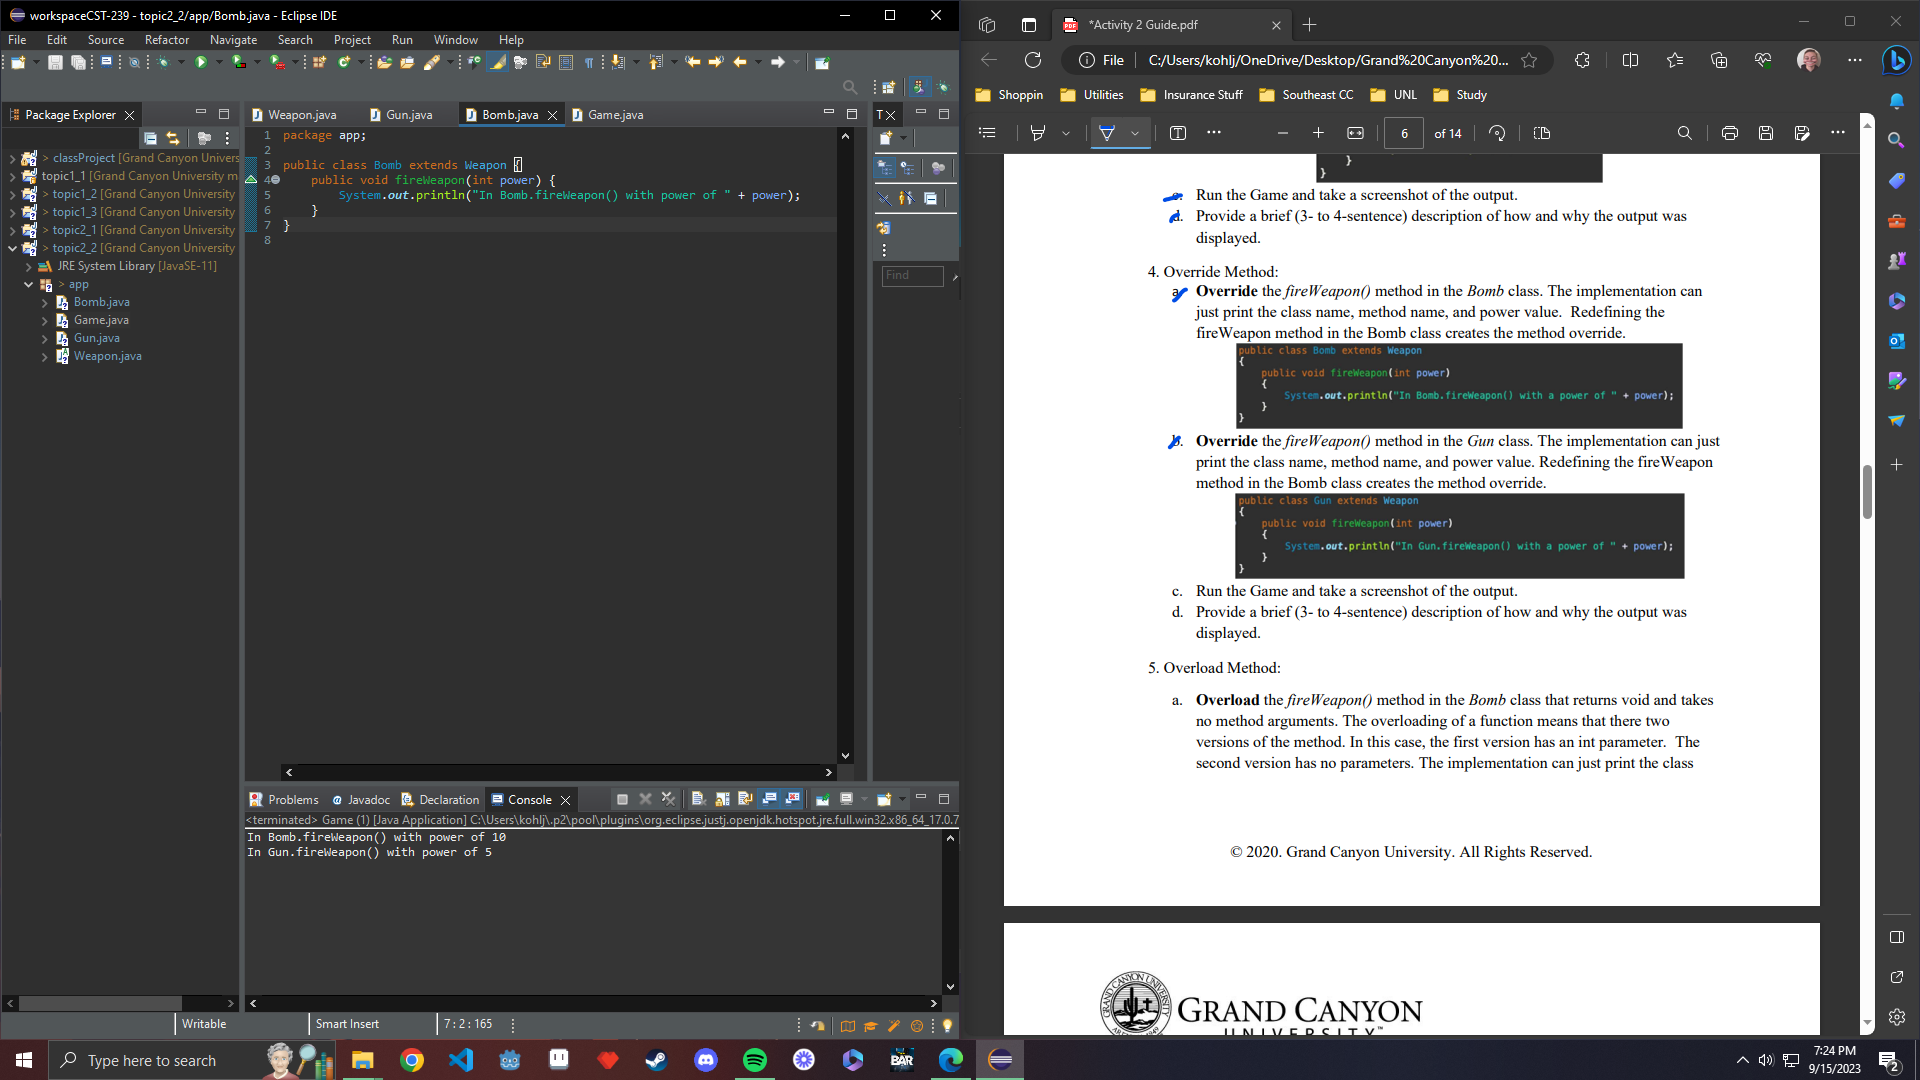 workspaceCST-239 - topic2_2/app/Bomb.java - Eclipse IDE
File Edit Source Refactor Navigate Search Project Run Window Help
Package Explorer
> classProject [Grand Canyon Univers
topic1_1 [Grand Canyon University m
> topic1_2 [Grand Canyon University
> topic1_3 [Grand Canyon University
> topic2_1 [Grand Canyon University
> topic2_2 [Grand Canyon University
JRE System Library [JavaSE-11]
> app
Bomb.java
Game.java
Gun.java
Weapon.java
Weapon.java Gun.java Bomb.java Game.java
1 package app;
2
3 public class Bomb extends Weapon {
4 public void fireWeapon(int power) {
5 System.out.println("In Bomb.fireWeapon() with power of " + power);
6 }
7 }
8
T
Find
Problems Javadoc Declaration Console
<terminated> Game (1) [Java Application] C:\Users\kohlj\.p2\pool\plugins\org.eclipse.justj.openjdk.hotspot.jre.full.win32.x86_64_17.0.7
In Bomb.fireWeapon() with power of 10
In Gun.fireWeapon() with power of 5
Writable Smart Insert 7 : 2 : 165
*Activity 2 Guide.pdf
File C:/Users/kohlj/OneDrive/Desktop/Grand%20Canyon%20...
Shoppin Utilities Insurance Stuff Southeast CC UNL Study
6 of 14
}
}
Run the Game and take a screenshot of the output.
d. Provide a brief (3- to 4-sentence) description of how and why the output was
displayed.
4. Override Method:
a. Override the fireWeapon() method in the Bomb class. The implementation can
just print the class name, method name, and power value. Redefining the
fireWeapon method in the Bomb class creates the method override.
public class Bomb extends Weapon
{
public void fireWeapon(int power)
{
System.out.println("In Bomb.fireWeapon() with a power of " + power);
}
}
b. Override the fireWeapon() method in the Gun class. The implementation can just
print the class name, method name, and power value. Redefining the fireWeapon
method in the Bomb class creates the method override.
public class Gun extends Weapon
{
public void fireWeapon(int power)
{
System.out.println("In Gun.fireWeapon() with a power of " + power);
}
}
c. Run the Game and take a screenshot of the output.
d. Provide a brief (3- to 4-sentence) description of how and why the output was
displayed.
5. Overload Method:
a. Overload the fireWeapon() method in the Bomb class that returns void and takes
no method arguments. The overloading of a function means that there two
versions of the method. In this case, the first version has an int parameter. The
second version has no parameters. The implementation can just print the class
© 2020. Grand Canyon University. All Rights Reserved.
GRAND CANYON
UNIVERSITY™
Type here to search
BAR
7:24 PM
9/15/2023
2